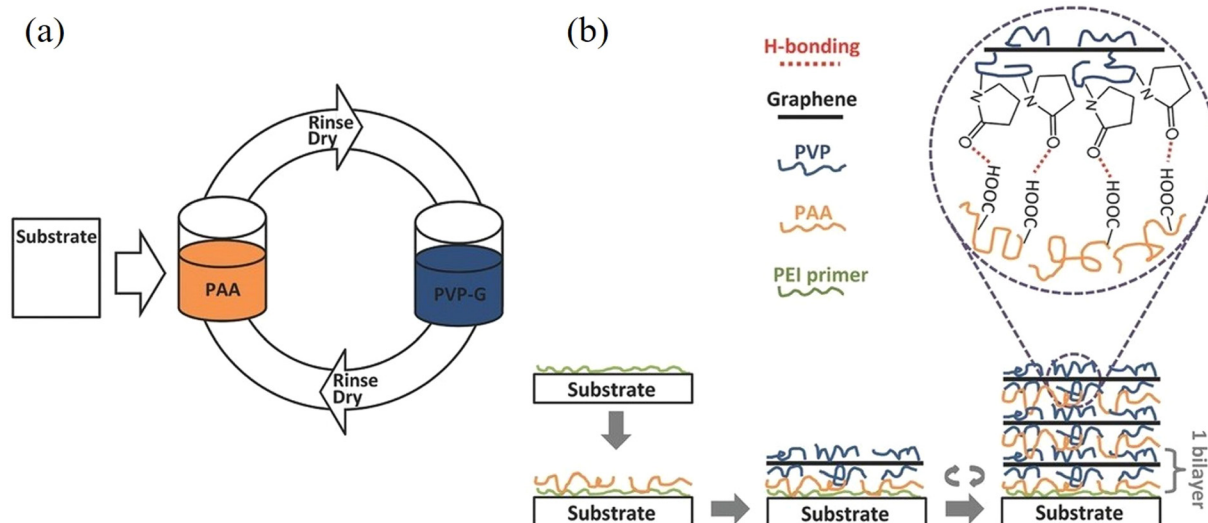 (a)
Substrate
Rinse
Dry
PAA
PVP-G
Rinse
Dry
(b)
H-bonding
Graphene
PVP
PAA
PEI primer
N
N
N
N
O
O
O
O
HOOC
HOOC
HOOC
HOOC
Substrate
Substrate
Substrate
Substrate
1 bilayer